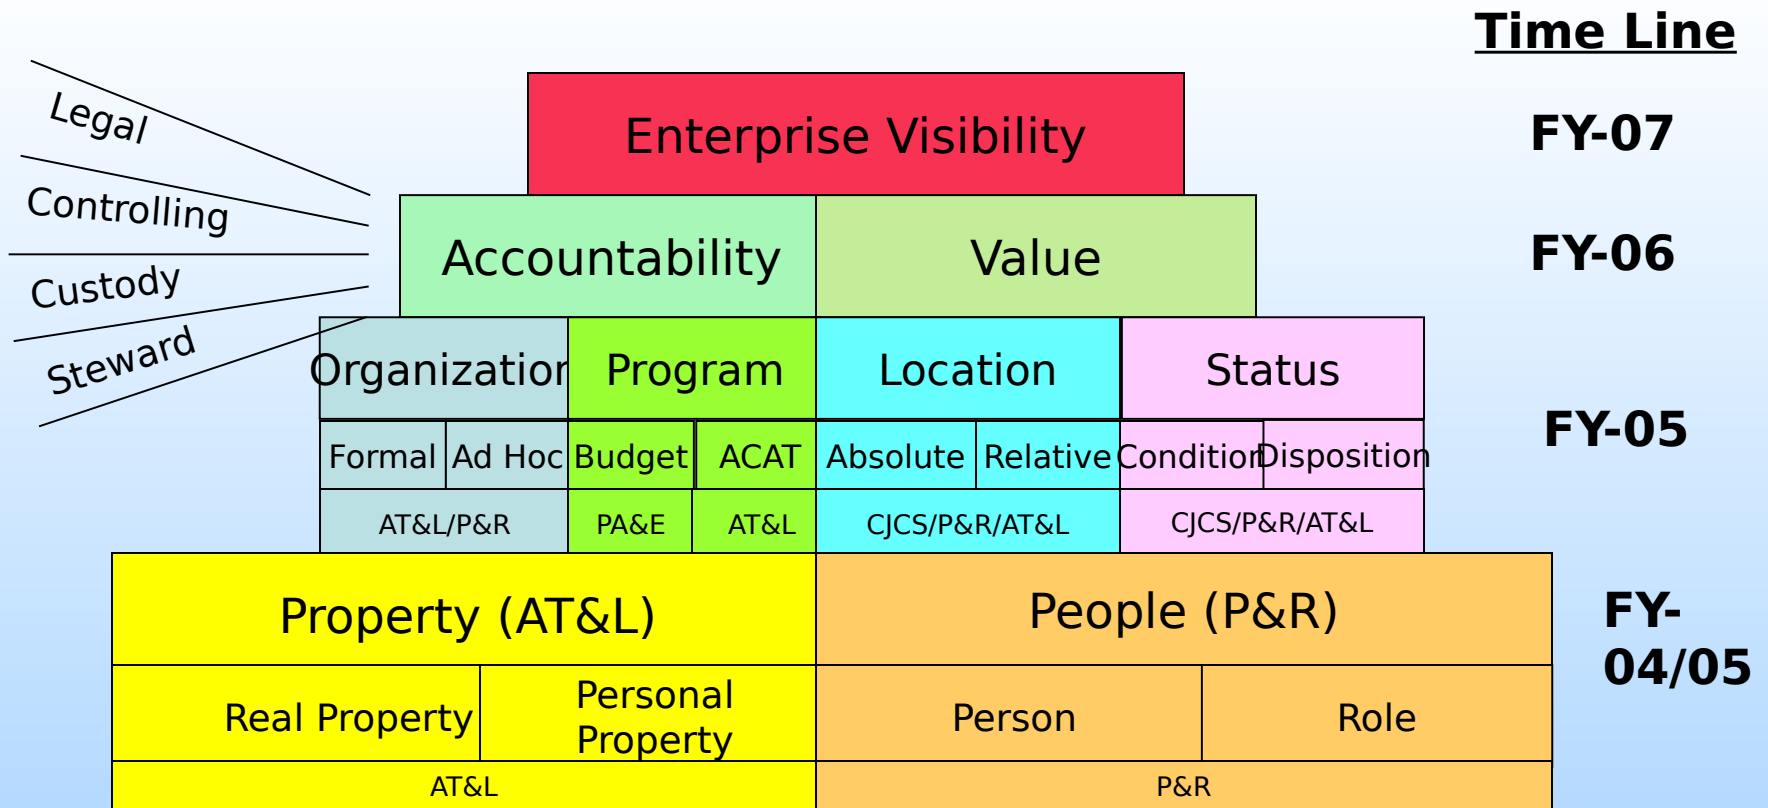 Time Line
Legal
Enterprise Visibility
FY-07
Controlling
Accountability
Value
FY-06
Custody
Steward
Organization
Program
Location
Status
FY-05
Formal
Ad Hoc
Budget
ACAT
Absolute
Relative
Condition
Disposition
AT&L/P&R
PA&E
AT&L
CJCS/P&R/AT&L
CJCS/P&R/AT&L
Property (AT&L)
People (P&R)
FY-
04/05
Real Property
Personal
Property
Person
Role
AT&L
P&R